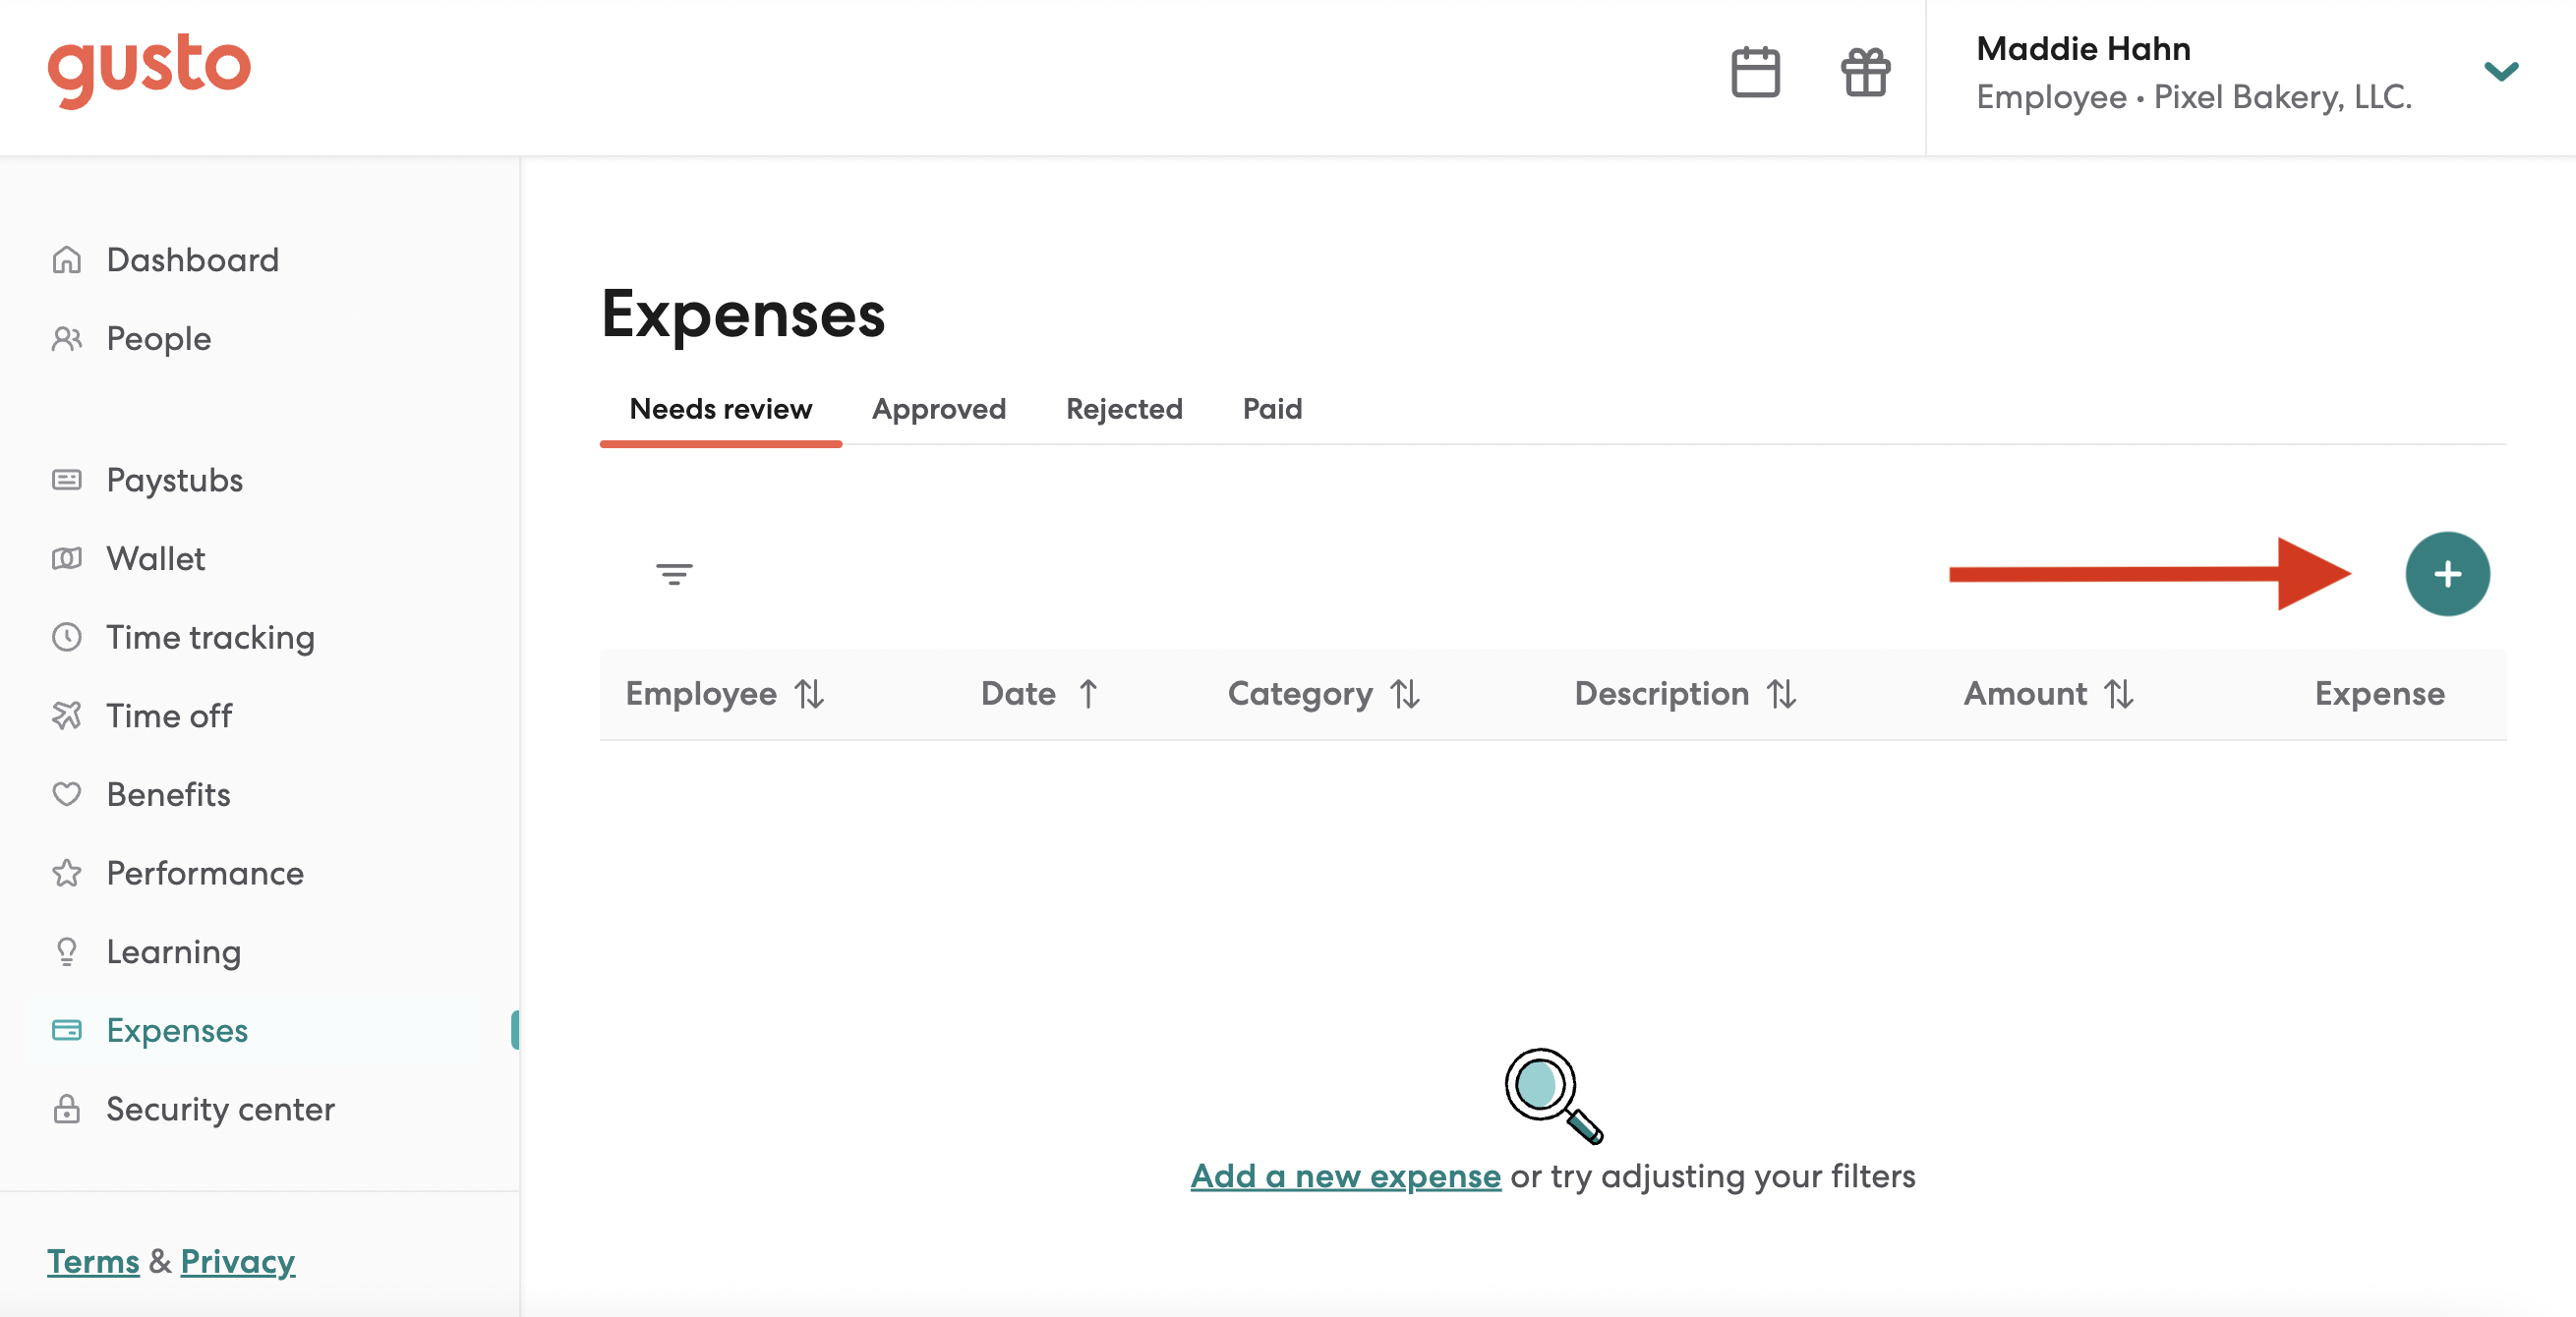 gusto
Maddie Hahn
Employee • Pixel Bakery, LLC.
Dashboard
People
Paystubs
Wallet
Time tracking
Time off
Benefits
Performance
Learning
Expenses
Security center
Terms & Privacy
Expenses
Needs review Approved Rejected Paid
Employee Date Category Description Amount Expense
Add a new expense or try adjusting your filters